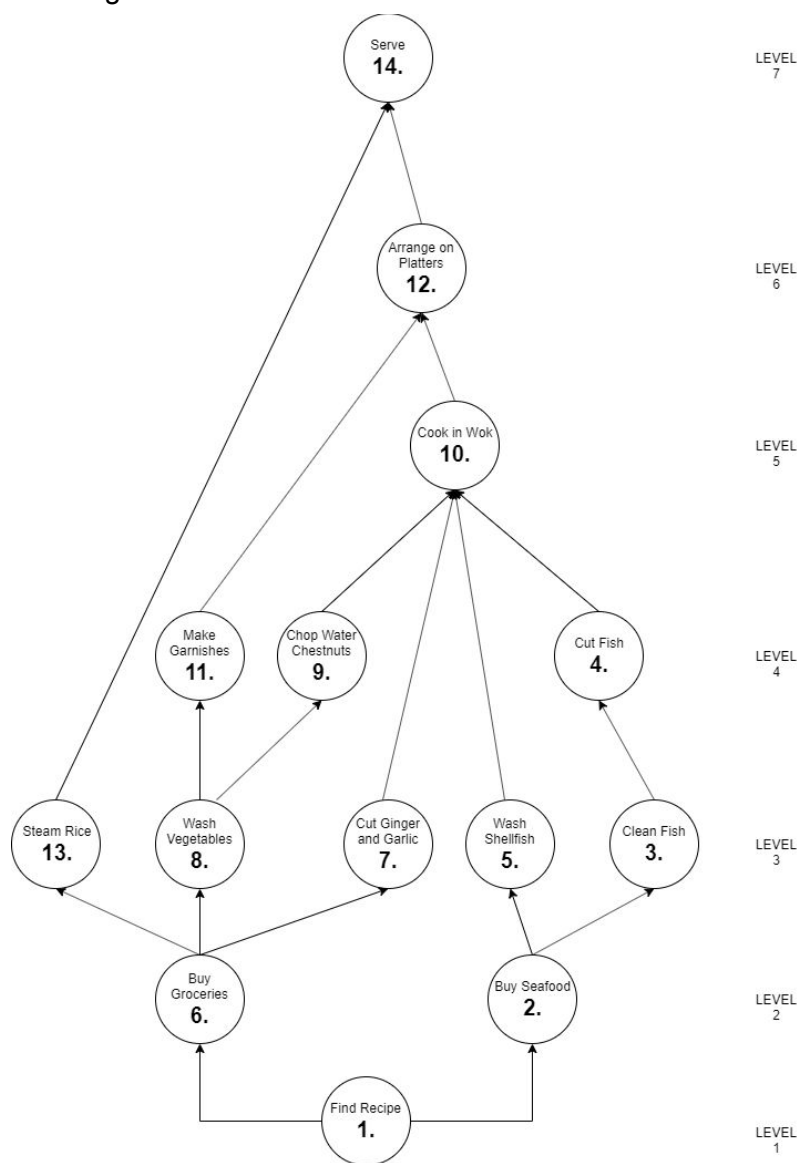 Serve
14.
LEVEL
7
Arrange on
Platters
12.
LEVEL
6
Cook in Wok
10.
LEVEL
5
Make
Garnishes
11.
Chop Water
Chestnuts
9.
Cut Fish
4.
LEVEL
4
Steam Rice
13.
Wash
Vegetables
8.
Cut Ginger
and Garlic
7.
Wash
Shellfish
5.
Clean Fish
3.
LEVEL
3
Buy
Groceries
6.
Buy Seafood
2.
LEVEL
2
Find Recipe
1.
LEVEL
1